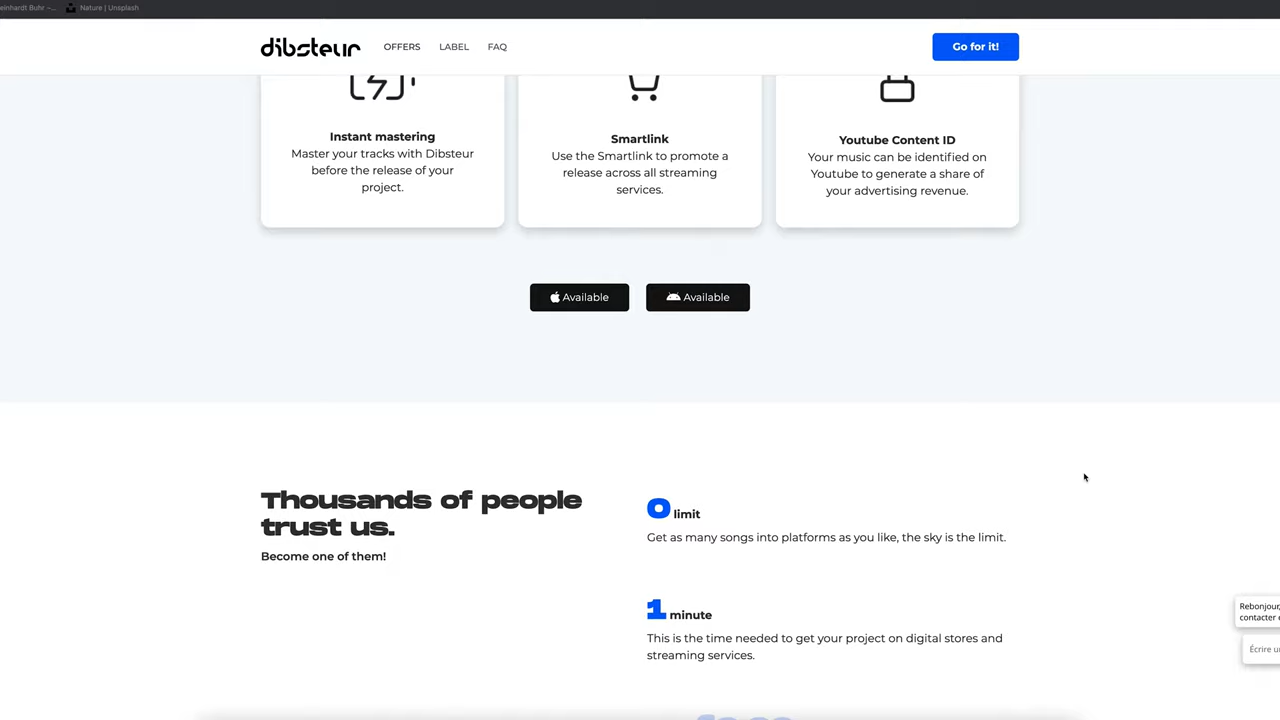 einhardt Buhr –... Nature | Unsplash
dibsteur OFFERS LABEL FAQ Go for it!
Instant mastering
Master your tracks with Dibsteur
before the release of your
project.
Smartlink
Use the Smartlink to promote a
release across all streaming
services.
Youtube Content ID
Your music can be identified on
Youtube to generate a share of
your advertising revenue.
Available Available
Thousands of people
trust us.
Become one of them!
0 limit
Get as many songs into platforms as you like, the sky is the limit.
1 minute
This is the time needed to get your project on digital stores and
streaming services.
Rebonjour,
contacter
Écrire